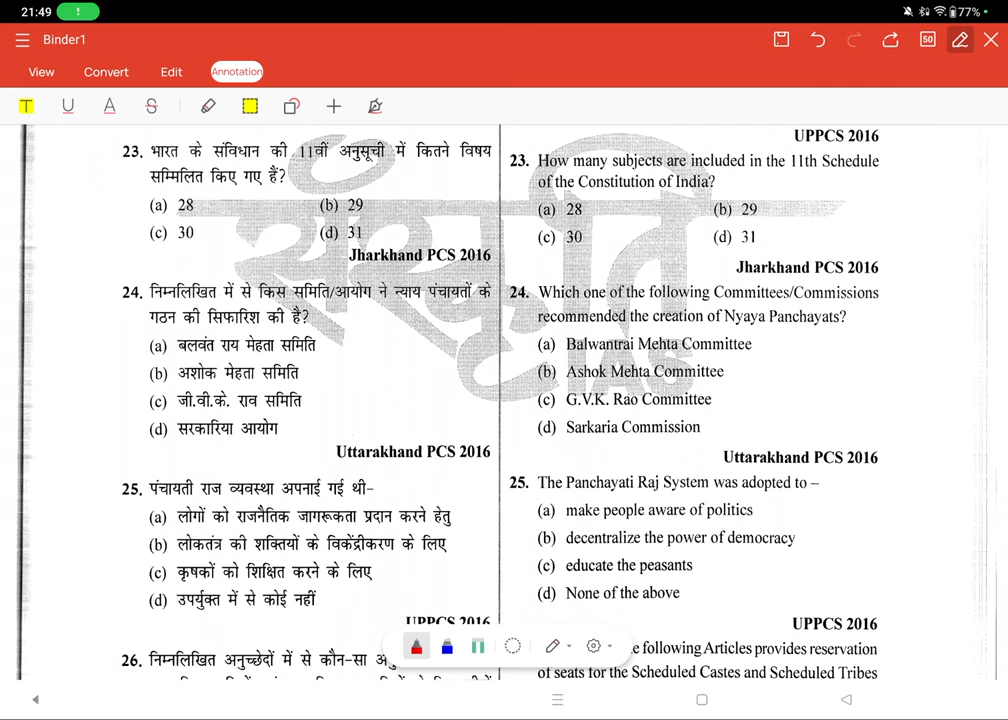 21:49
77%
Binder1
50
View Convert Edit Annotation
T U A S
23. भारत के संविधान की 11वीं अनुसूची में कितने विषय
सम्मिलित किए गए हैं?
(a) 28 (b) 29
(c) 30 (d) 31
Jharkhand PCS 2016
24. निम्नलिखित में से किस समिति/आयोग ने न्याय पंचायतों के
गठन की सिफारिश की है?
(a) बलवंत राय मेहता समिति
(b) अशोक मेहता समिति
(c) जी.वी.के. राव समिति
(d) सरकारिया आयोग
Uttarakhand PCS 2016
25. पंचायती राज व्यवस्था अपनाई गई थी–
(a) लोगों को राजनैतिक जागरूकता प्रदान करने हेतु
(b) लोकतंत्र की शक्तियों के विकेंद्रीकरण के लिए
(c) कृषकों को शिक्षित करने के लिए
(d) उपर्युक्त में से कोई नहीं
UPPCS 2016
26. निम्नलिखित अनुच्छेदों में से कौन-सा
UPPCS 2016
23. How many subjects are included in the 11th Schedule
of the Constitution of India?
(a) 28 (b) 29
(c) 30 (d) 31
Jharkhand PCS 2016
24. Which one of the following Committees/Commissions
recommended the creation of Nyaya Panchayats?
(a) Balwantrai Mehta Committee
(b) Ashok Mehta Committee
(c) G.V.K. Rao Committee
(d) Sarkaria Commission
Uttarakhand PCS 2016
25. The Panchayati Raj System was adopted to –
(a) make people aware of politics
(b) decentralize the power of democracy
(c) educate the peasants
(d) None of the above
UPPCS 2016
following Articles provides reservation
of seats for the Scheduled Castes and Scheduled Tribes
संस्कृति
IAS